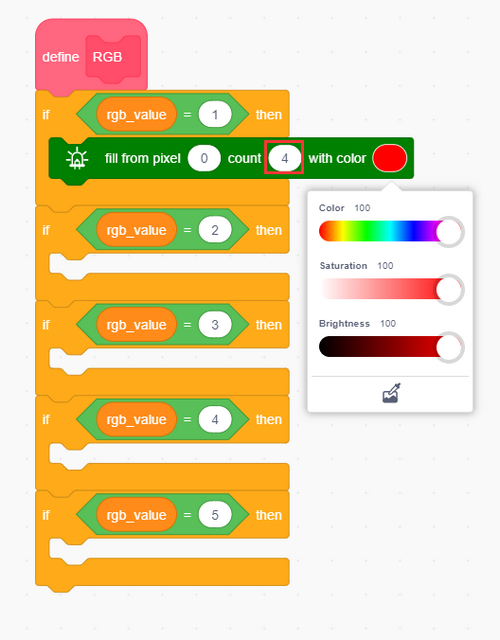 define RGB
if rgb_value = 1 then
fill from pixel 0 count 4 with color
Color 100
if rgb_value = 2 then
Saturation 100
if rgb_value = 3 then
Brightness 100
if rgb_value = 4 then
if rgb_value = 5 then